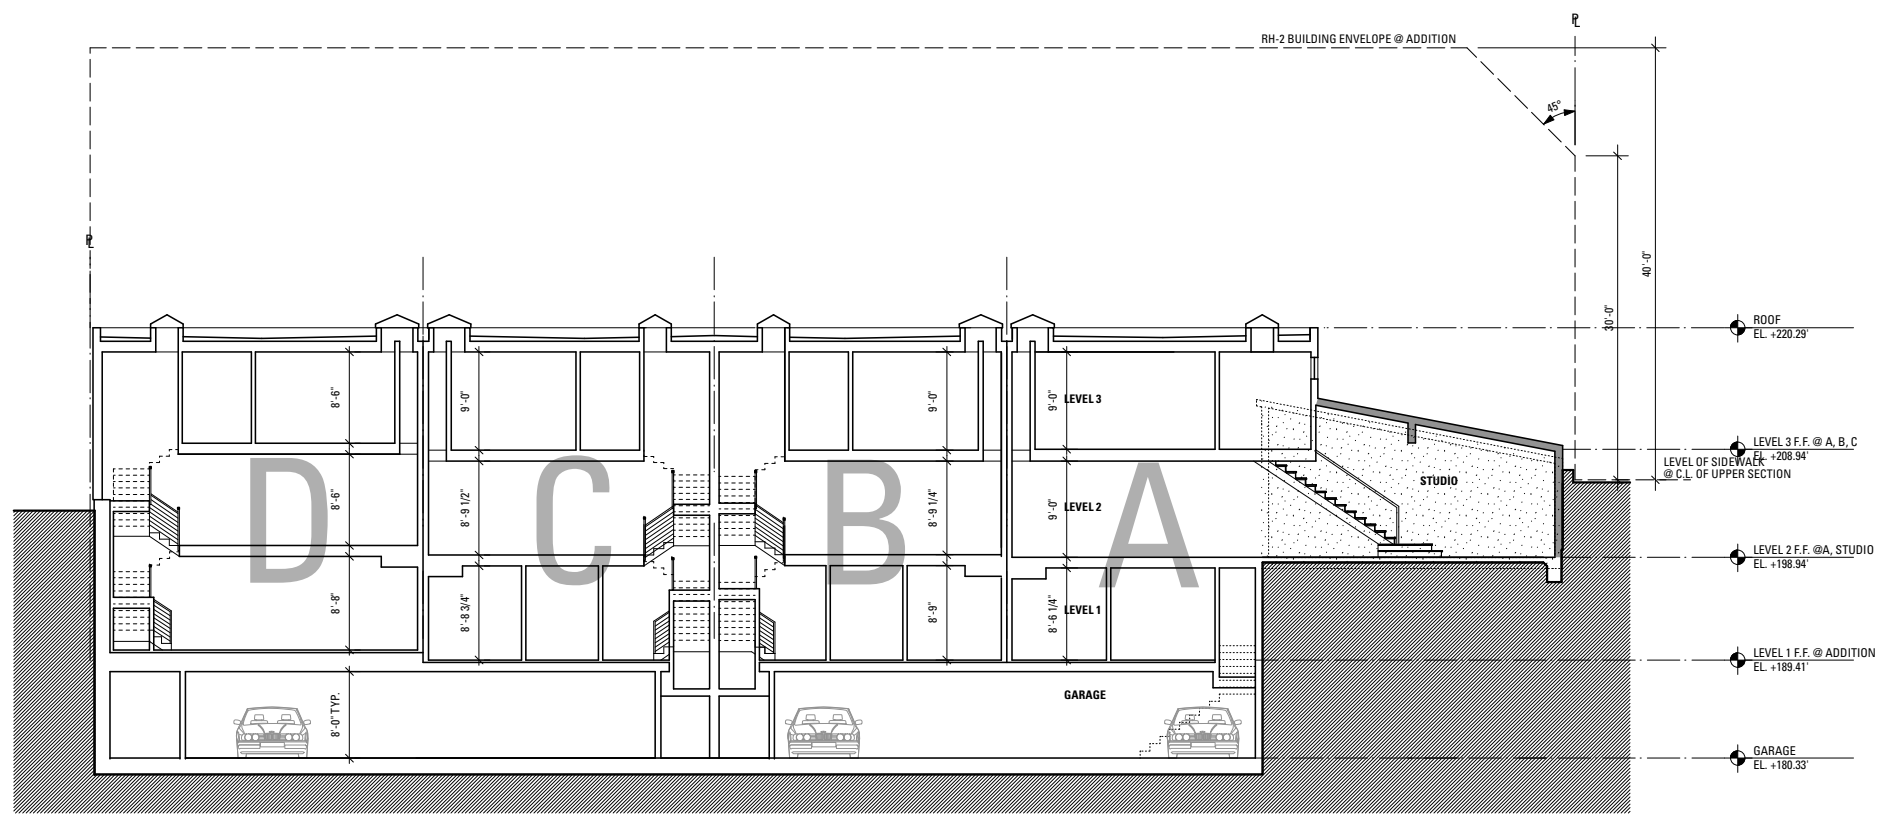 PL
RH-2 BUILDING ENVELOPE @ ADDITION
45°
PL
40'-0"
30'-0"
ROOF
EL. +220.29'
8'-6"
9'-0"
9'-0"
9'-0"
LEVEL 3
LEVEL 3 F.F. @ A, B, C
EL. +208.94'
LEVEL OF SIDEWALK
@ C.L. OF UPPER SECTION
STUDIO
D
C
B
A
8'-6"
8'-9 1/2"
8'-9 1/4"
9'-0"
LEVEL 2
LEVEL 2 F.F. @A, STUDIO
EL. +198.94'
8'-8"
8'-8 3/4"
8'-9"
8'-6 1/4"
LEVEL 1
LEVEL 1 F.F. @ ADDITION
EL. +189.41'
8'-0" TYP.
GARAGE
GARAGE
EL. +180.33'